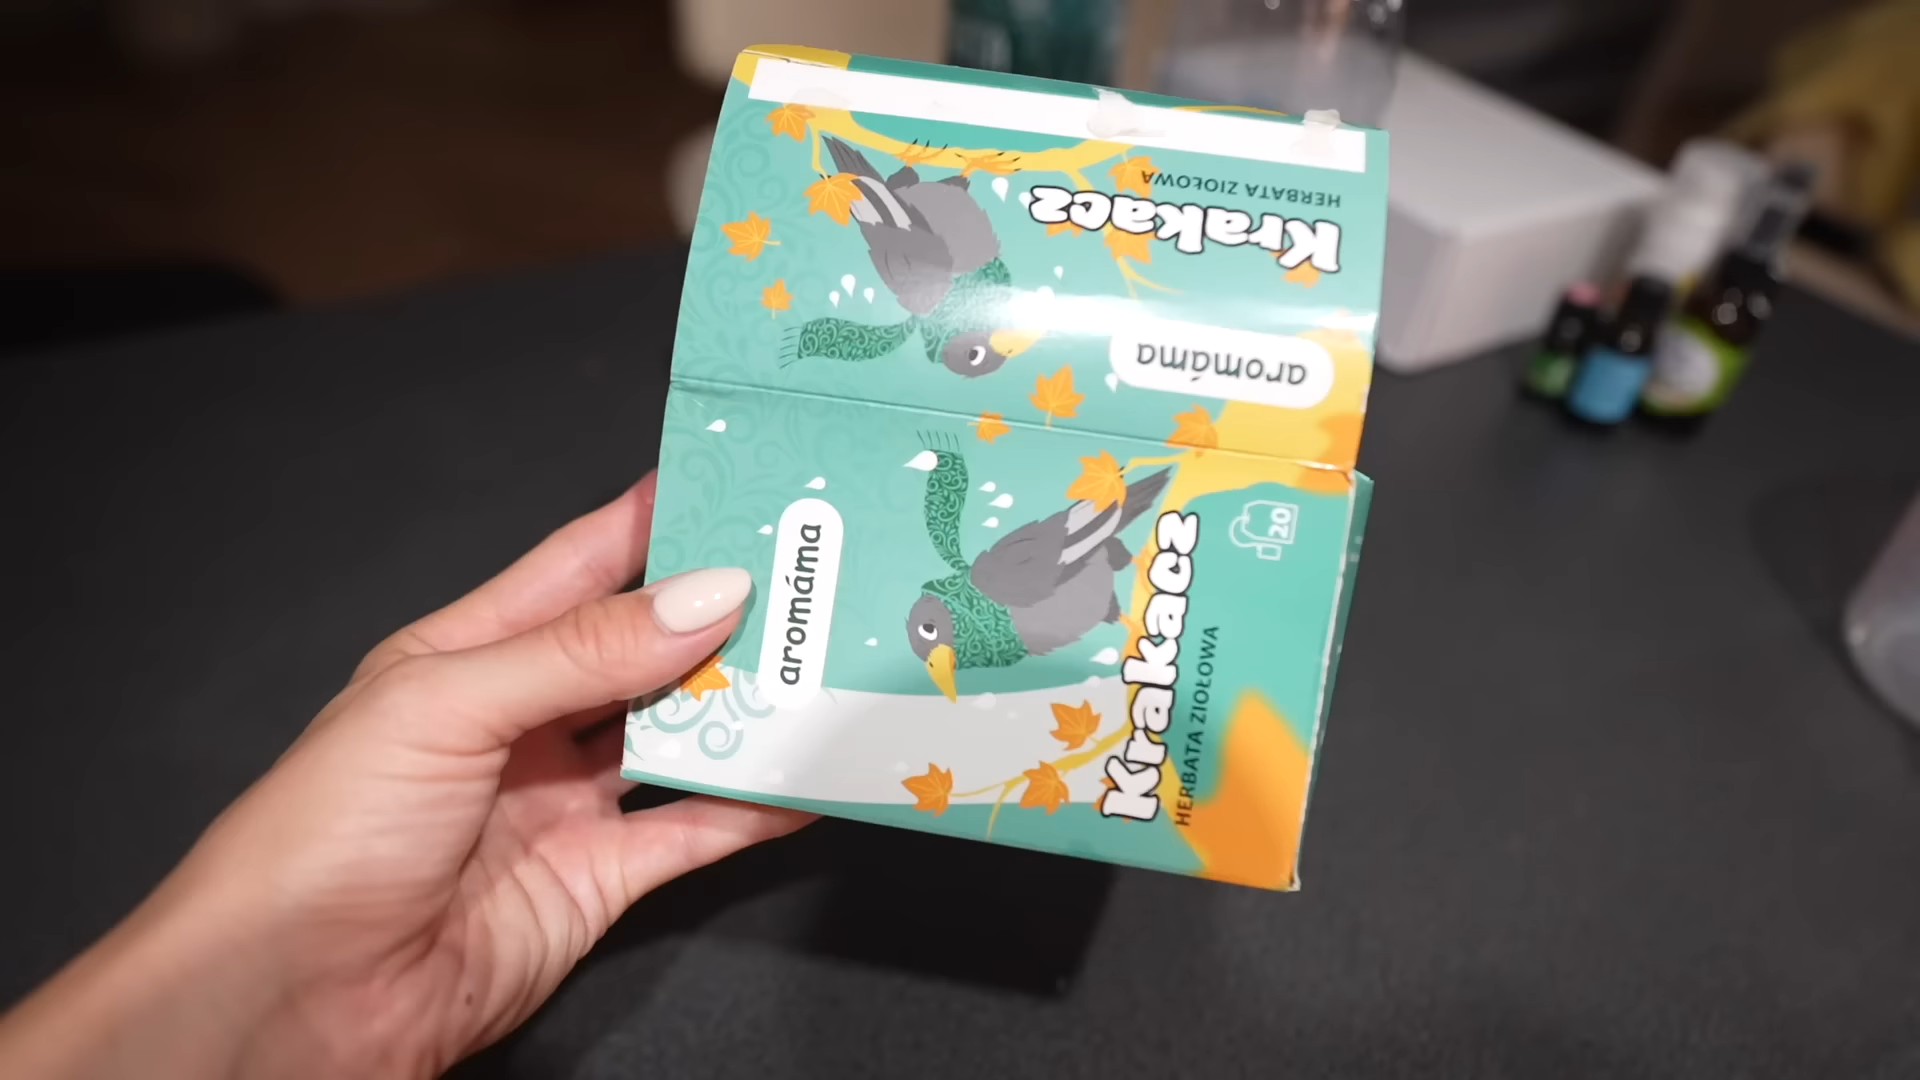 Krakacz
HERBATA ZIOŁOWA
aromáma
aromáma
Krakacz
HERBATA ZIOŁOWA
20